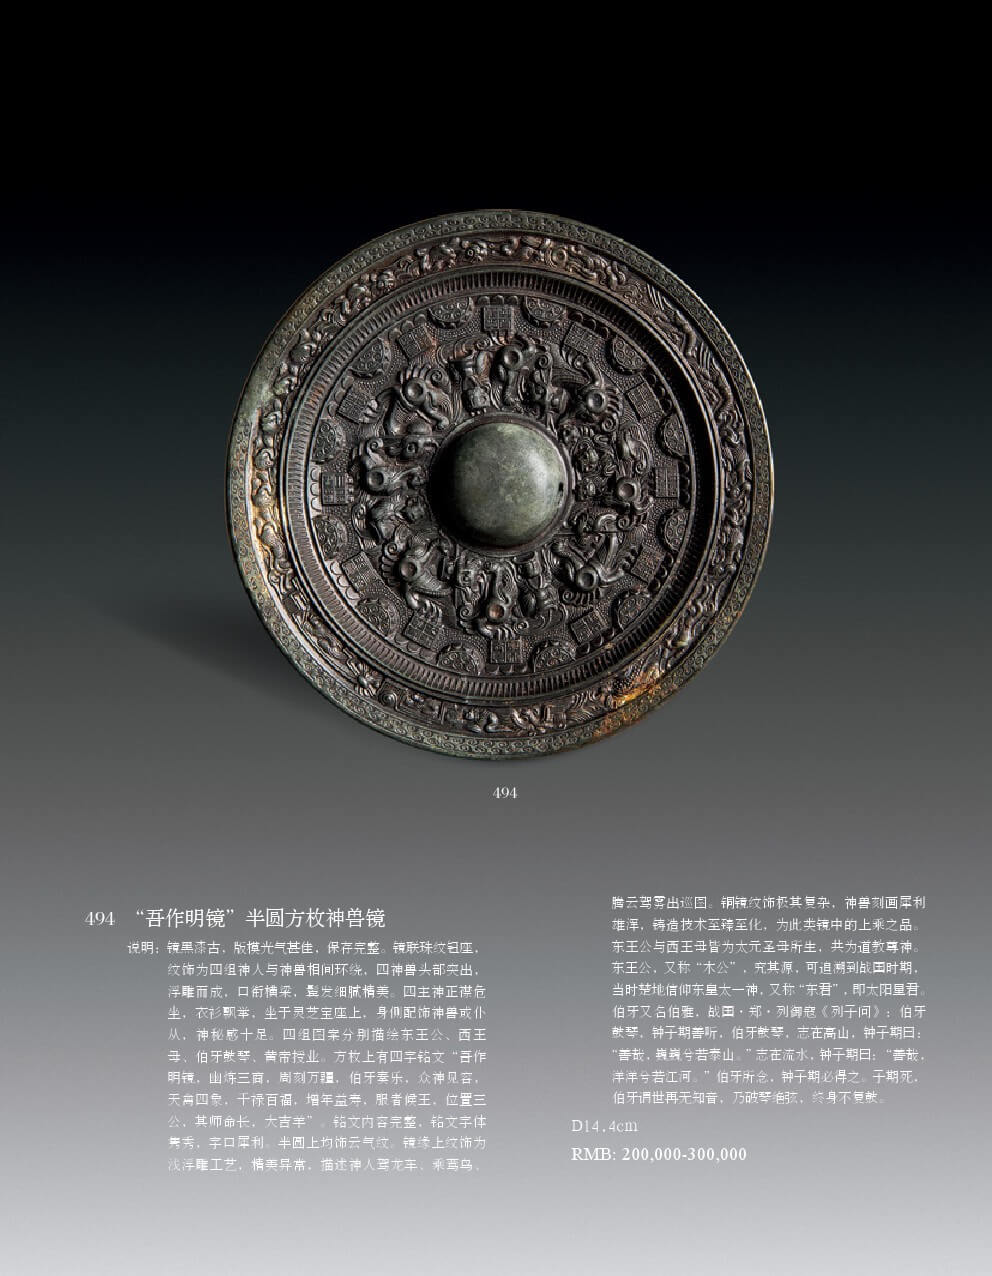 494
494 “吾作明镜”半圆方枚神兽镜
说明：镜黑漆古，版模光气甚佳，保存完整。镜联珠纹钮座，
纹饰为四组神人与神兽相间环绕，四神兽头部突出，
浮雕而成，口衔横梁，鬓发细腻精美。四主神正襟危
坐，衣衫飘举，坐于灵芝宝座上，身侧配饰神兽或仆
从，神秘感十足。四组图案分别描绘东王公、西王
母、伯牙鼓琴、黄帝授业。方枚上有四字铭文“吾作
明镜，幽炼三商，周刻万疆，伯牙奏乐，众神见容，
天禽四象，千禄百福，增年益寿，服者候王，位置三
公，其师命长，大吉羊”。铭文内容完整，铭文字体
隽秀，字口犀利。半圆上均饰云气纹。镜缘上纹饰为
浅浮雕工艺，精美异常，描述神人驾龙车、乘鸾鸟、
腾云驾雾出巡图。铜镜纹饰极其复杂，神兽刻画犀利
雄浑，铸造技术至臻至化，为此类镜中的上乘之品。
东王公与西王母皆为太元圣母所生，共为道教尊神。
东王公，又称“木公”，究其源，可追溯到战国时期，
当时楚地信仰东皇太一神，又称“东君”，即太阳星君。
伯牙又名伯雅，战国·郑·列御寇《列子问》：伯牙
鼓琴，钟子期善听，伯牙鼓琴，志在高山，钟子期曰：
“善哉，巍巍兮若泰山。”志在流水，钟子期曰：“善哉，
洋洋兮若江河。”伯牙所念，钟子期必得之。子期死，
伯牙谓世再无知音，乃破琴绝弦，终身不复鼓。
D14.4cm
RMB: 200,000-300,000